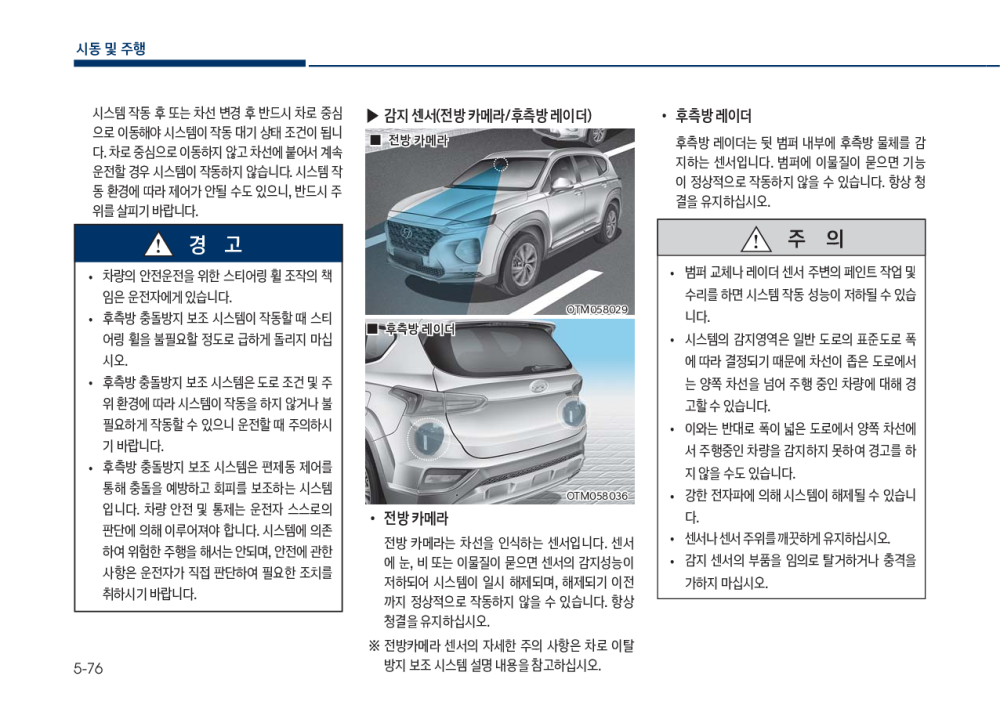 시동 및 주행
시스템 작동 후 또는 차선 변경 후 반드시 차로 중심
으로 이동해야 시스템이 작동 대기 상태 조건이 됩니
다. 차로 중심으로 이동하지 않고 차선에 붙어서 계속
운전할 경우 시스템이 작동하지 않습니다. 시스템 작
동 환경에 따라 제어가 안될 수도 있으니, 반드시 주
위를 살피기 바랍니다.
경 고
• 차량의 안전운전을 위한 스티어링 휠 조작의 책
임은 운전자에게 있습니다.
• 후측방 충돌방지 보조 시스템이 작동할 때 스티
어링 휠을 불필요할 정도로 급하게 돌리지 마십
시오.
• 후측방 충돌방지 보조 시스템은 도로 조건 및 주
위 환경에 따라 시스템이 작동을 하지 않거나 불
필요하게 작동할 수 있으니 운전할 때 주의하시
기 바랍니다.
• 후측방 충돌방지 보조 시스템은 편제동 제어를
통해 충돌을 예방하고 회피를 보조하는 시스템
입니다. 차량 안전 및 통제는 운전자 스스로의
판단에 의해 이루어져야 합니다. 시스템에 의존
하여 위험한 주행을 해서는 안되며, 안전에 관한
사항은 운전자가 직접 판단하여 필요한 조치를
취하시기 바랍니다.
▶ 감지 센서(전방 카메라/후측방 레이더)
■ 전방 카메라
OTM058029
■ 후측방 레이더
OTM058036
• 전방 카메라
전방 카메라는 차선을 인식하는 센서입니다. 센서
에 눈, 비 또는 이물질이 묻으면 센서의 감지성능이
저하되어 시스템이 일시 해제되며, 해제되기 이전
까지 정상적으로 작동하지 않을 수 있습니다. 항상
청결을 유지하십시오.
※ 전방카메라 센서의 자세한 주의 사항은 차로 이탈
방지 보조 시스템 설명 내용을 참고하십시오.
• 후측방 레이더
후측방 레이더는 뒷 범퍼 내부에 후측방 물체를 감
지하는 센서입니다. 범퍼에 이물질이 묻으면 기능
이 정상적으로 작동하지 않을 수 있습니다. 항상 청
결을 유지하십시오.
주 의
• 범퍼 교체나 레이더 센서 주변의 페인트 작업 및
수리를 하면 시스템 작동 성능이 저하될 수 있습
니다.
• 시스템의 감지영역은 일반 도로의 표준도로 폭
에 따라 결정되기 때문에 차선이 좁은 도로에서
는 양쪽 차선을 넘어 주행 중인 차량에 대해 경
고할 수 있습니다.
• 이와는 반대로 폭이 넓은 도로에서 양쪽 차선에
서 주행중인 차량을 감지하지 못하여 경고를 하
지 않을 수도 있습니다.
• 강한 전자파에 의해 시스템이 해제될 수 있습니
다.
• 센서나 센서 주위를 깨끗하게 유지하십시오.
• 감지 센서의 부품을 임의로 탈거하거나 충격을
가하지 마십시오.
5-76